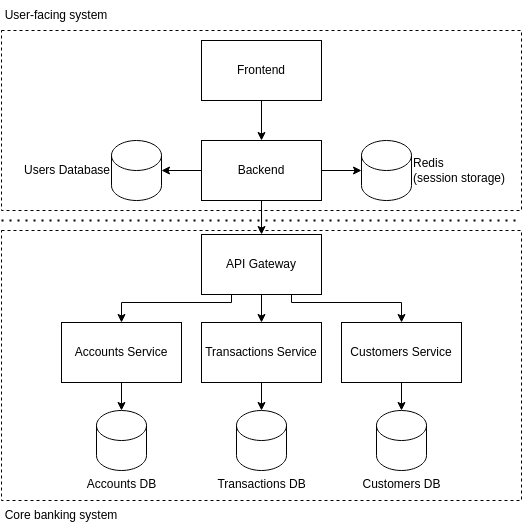 User-facing system
Frontend
Users Database
Backend
Redis
(session storage)
API Gateway
Accounts Service
Transactions Service
Customers Service
Accounts DB
Transactions DB
Customers DB
Core banking system